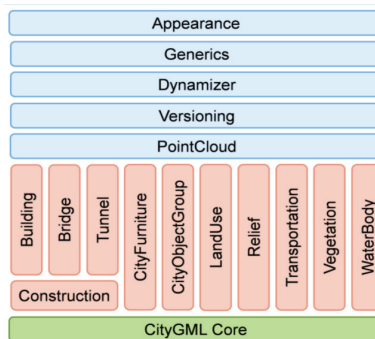 Appearance
Generics
Dynamizer
Versioning
PointCloud
Building
Bridge
Tunnel
CityFurniture
CityObjectGroup
LandUse
Relief
Transportation
Vegetation
WaterBody
Construction
CityGML Core